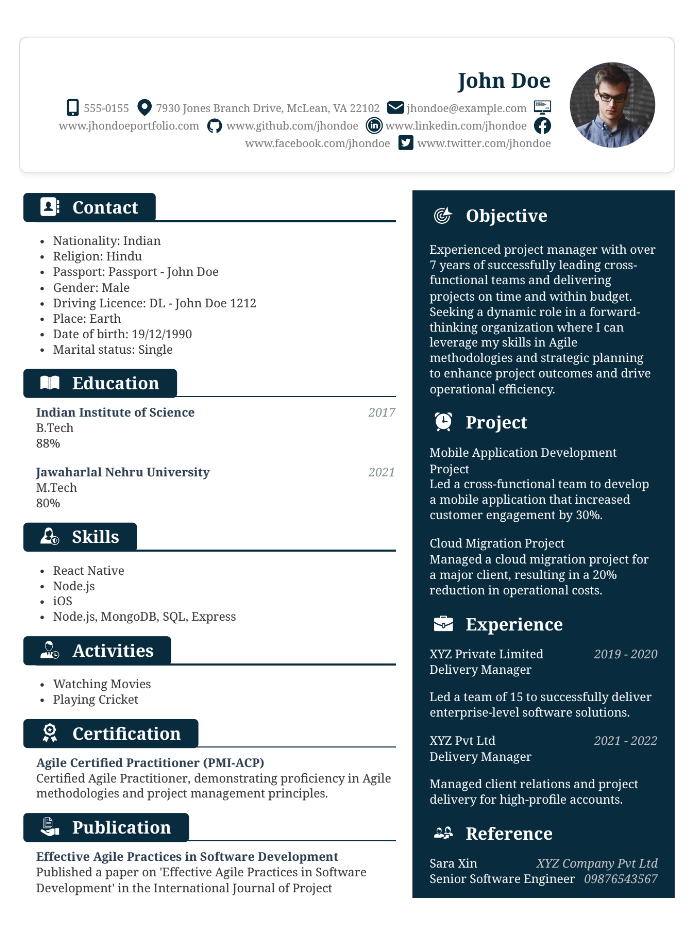 John Doe
555-0155 7930 Jones Branch Drive, McLean, VA 22102 jhondoe@example.com
www.jhondoeportfolio.com www.github.com/jhondoe www.linkedin.com/jhondoe
www.facebook.com/jhondoe www.twitter.com/jhondoe
Contact
• Nationality: Indian
• Religion: Hindu
• Passport: Passport - John Doe
• Gender: Male
• Driving Licence: DL - John Doe 1212
• Place: Earth
• Date of birth: 19/12/1990
• Marital status: Single
Education
Indian Institute of Science 2017
B.Tech
88%
Jawaharlal Nehru University 2021
M.Tech
80%
Skills
• React Native
• Node.js
• iOS
• Node.js, MongoDB, SQL, Express
Activities
• Watching Movies
• Playing Cricket
Certification
Agile Certified Practitioner (PMI-ACP)
Certified Agile Practitioner, demonstrating proficiency in Agile
methodologies and project management principles.
Publication
Effective Agile Practices in Software Development
Published a paper on 'Effective Agile Practices in Software
Development' in the International Journal of Project
Objective
Experienced project manager with over
7 years of successfully leading cross-
functional teams and delivering
projects on time and within budget.
Seeking a dynamic role in a forward-
thinking organization where I can
leverage my skills in Agile
methodologies and strategic planning
to enhance project outcomes and drive
operational efficiency.
Project
Mobile Application Development
Project
Led a cross-functional team to develop
a mobile application that increased
customer engagement by 30%.
Cloud Migration Project
Managed a cloud migration project for
a major client, resulting in a 20%
reduction in operational costs.
Experience
XYZ Private Limited 2019 - 2020
Delivery Manager
Led a team of 15 to successfully deliver
enterprise-level software solutions.
XYZ Pvt Ltd 2021 - 2022
Delivery Manager
Managed client relations and project
delivery for high-profile accounts.
Reference
Sara Xin XYZ Company Pvt Ltd
Senior Software Engineer 09876543567